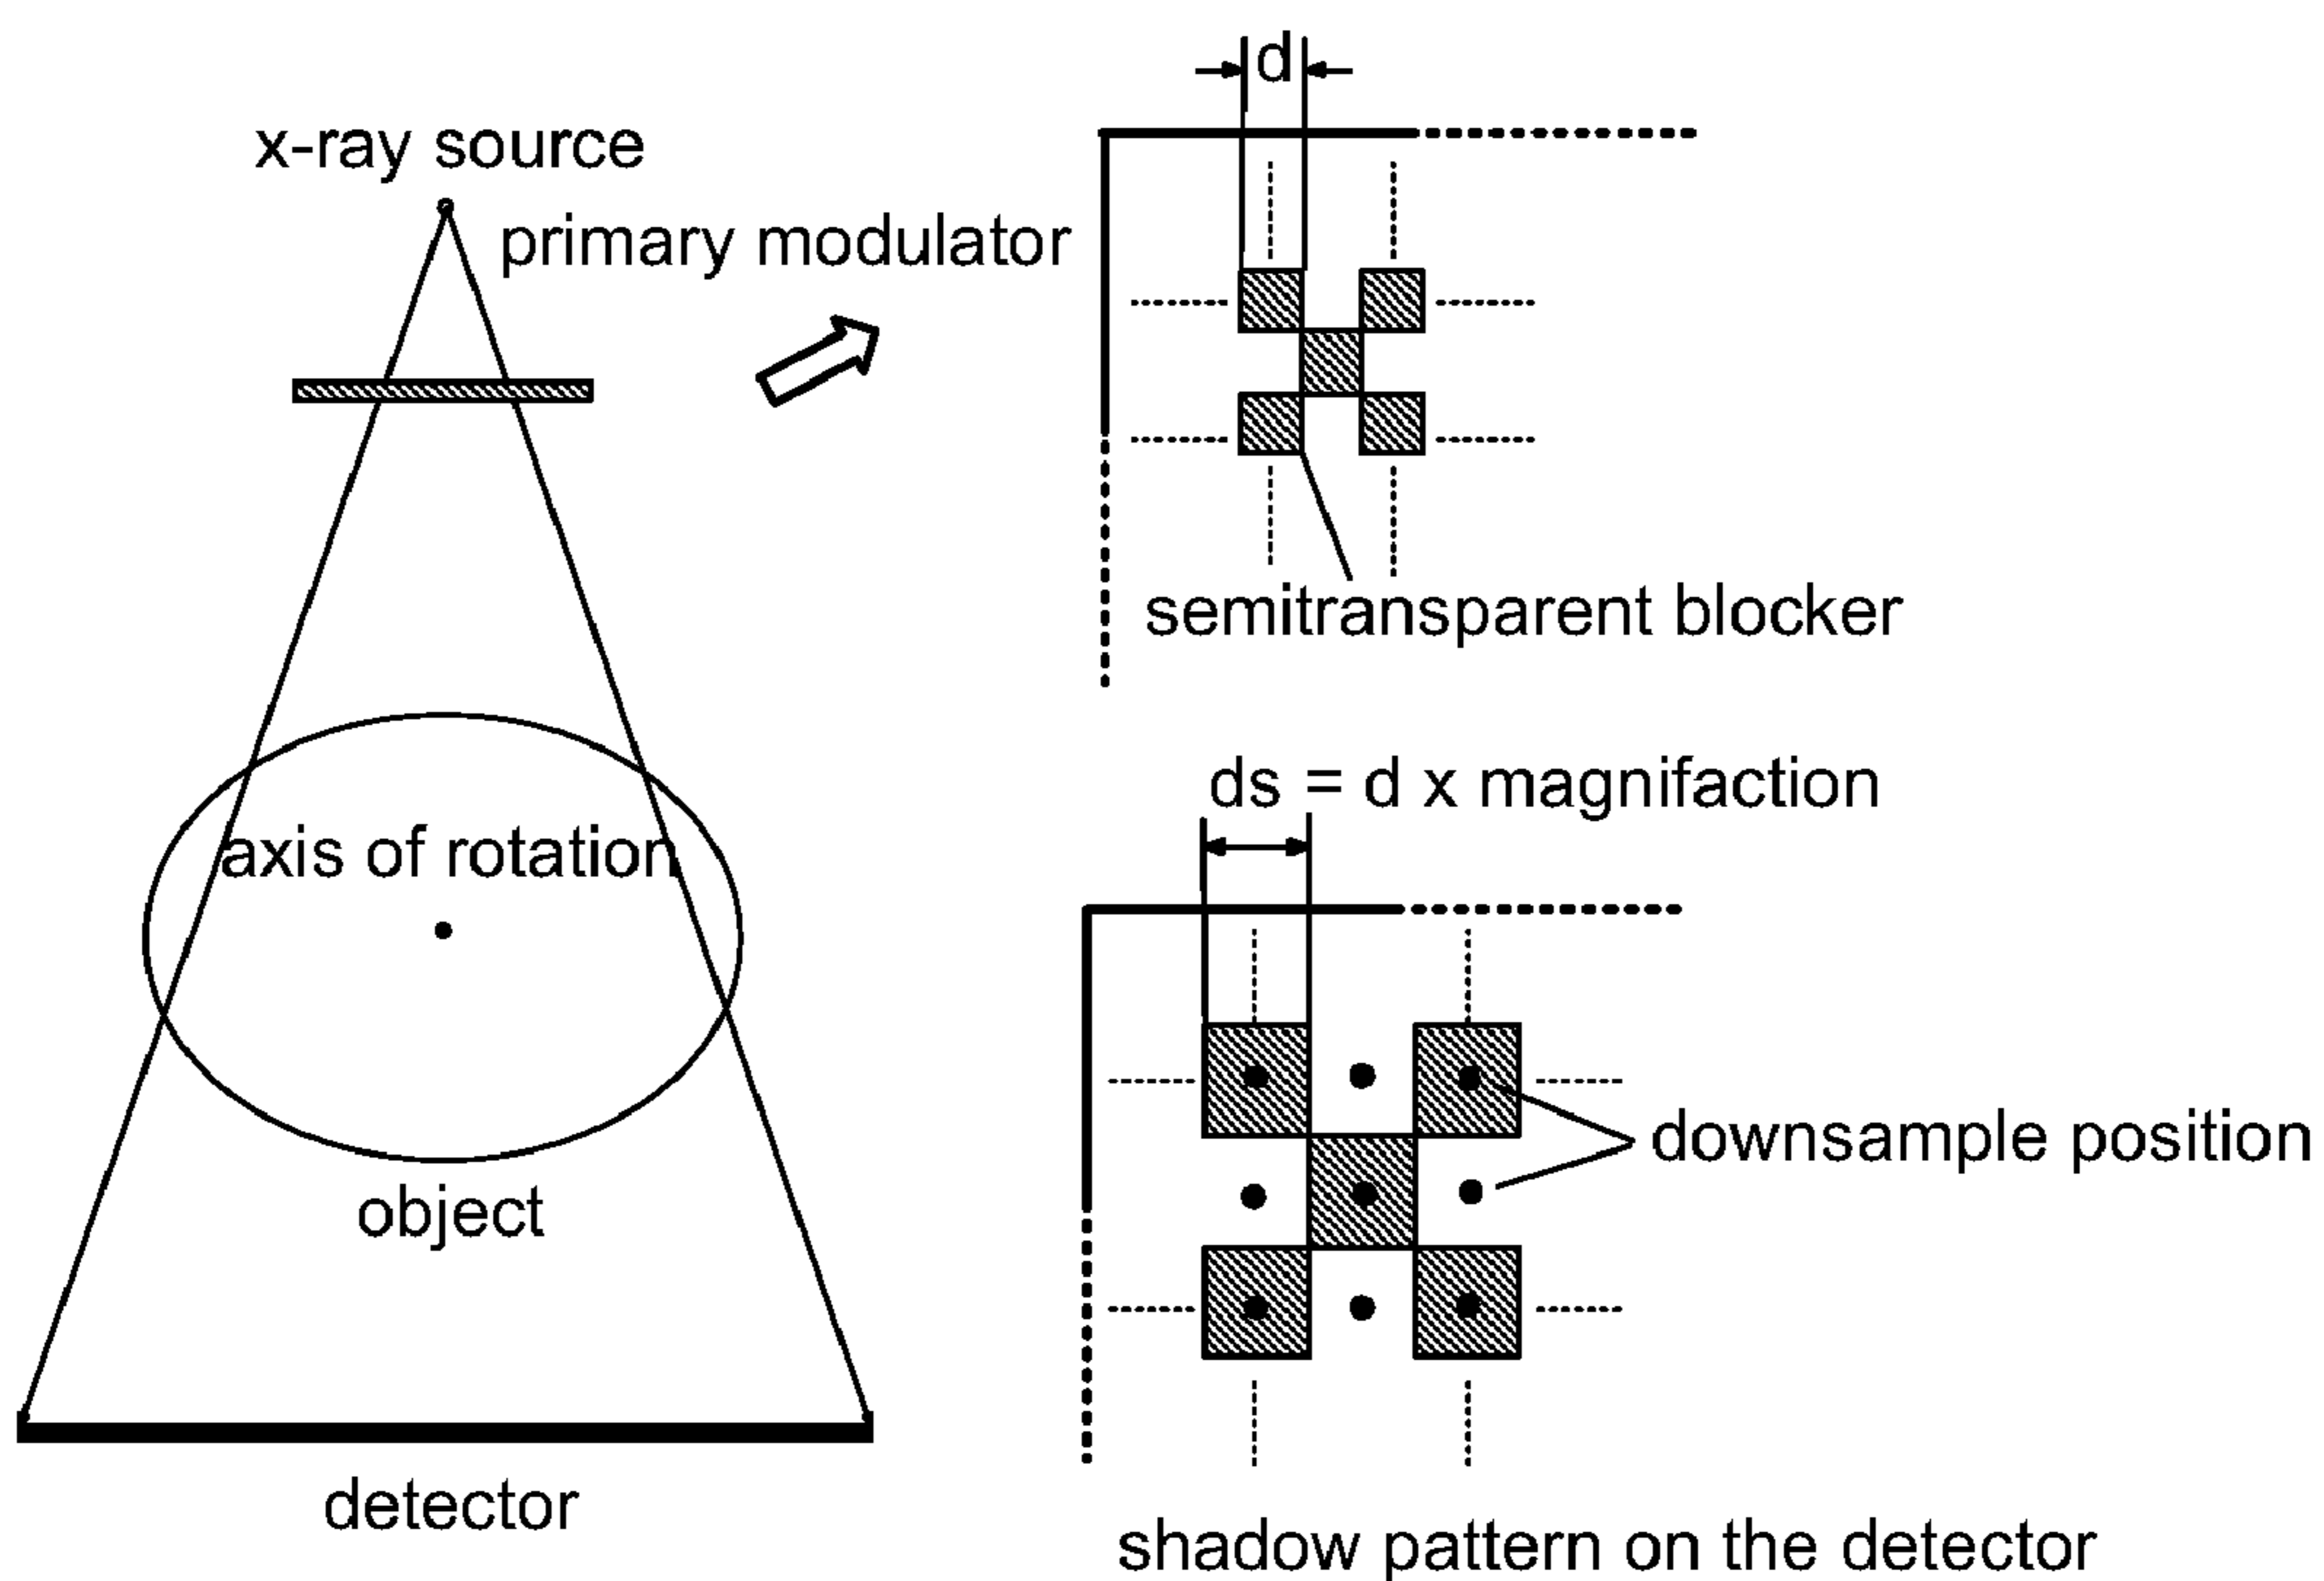 x-ray source
primary modulator
d
semitransparent blocker
axis of rotation
object
detector
ds = d x magnifaction
downsample position
shadow pattern on the detector